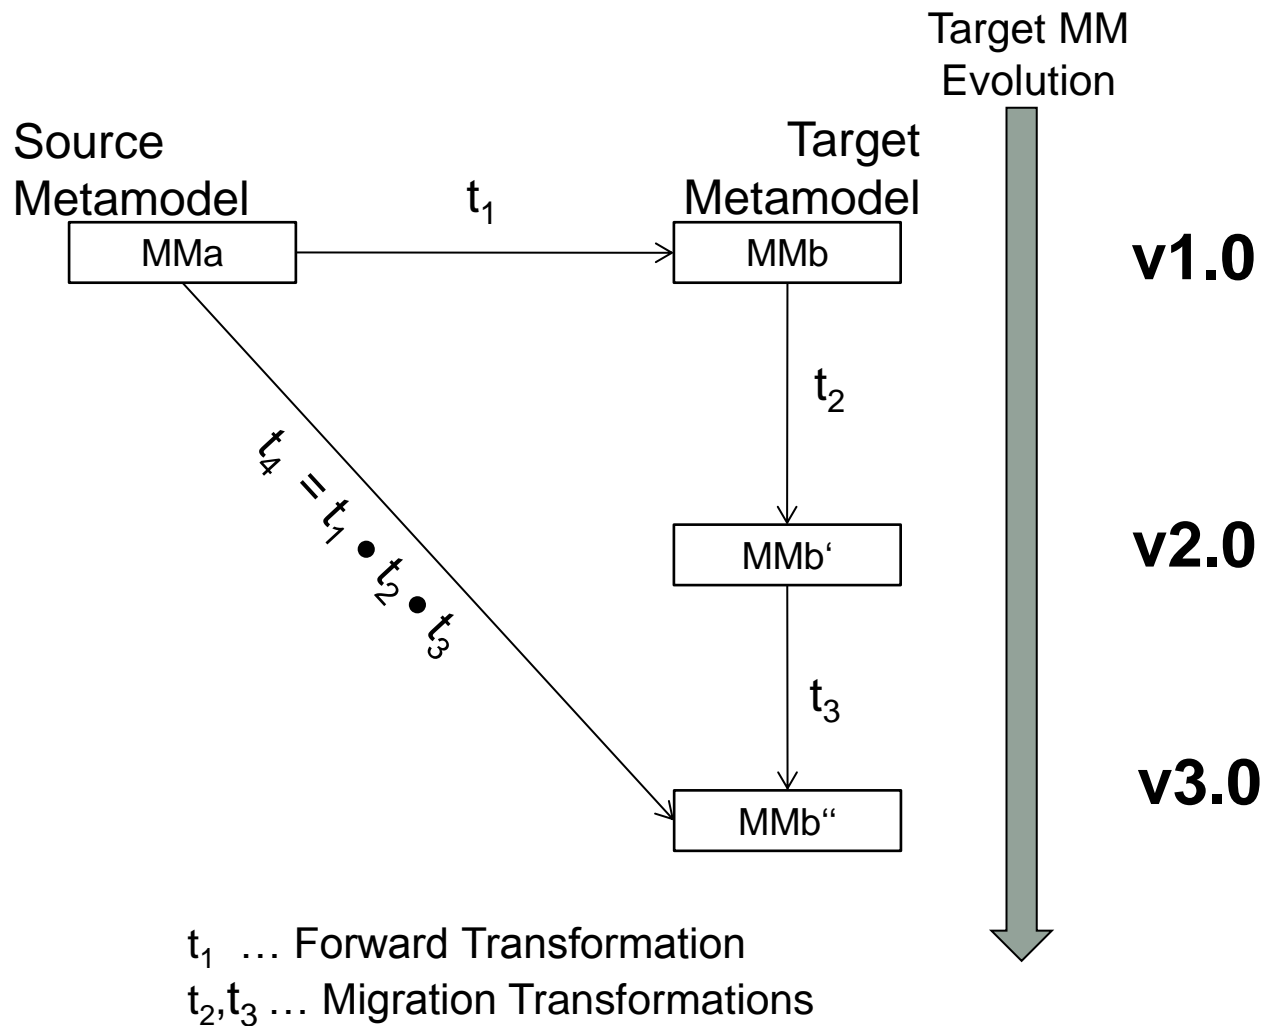 Target MM
Evolution
Source
Metamodel
Target
Metamodel
t₁
MMa
MMb
v1.0
t₂
t₄ = t₁ • t₂ • t₃
MMb‘
v2.0
t₃
MMb“
v3.0
t₁ … Forward Transformation
t₂,t₃ … Migration Transformations